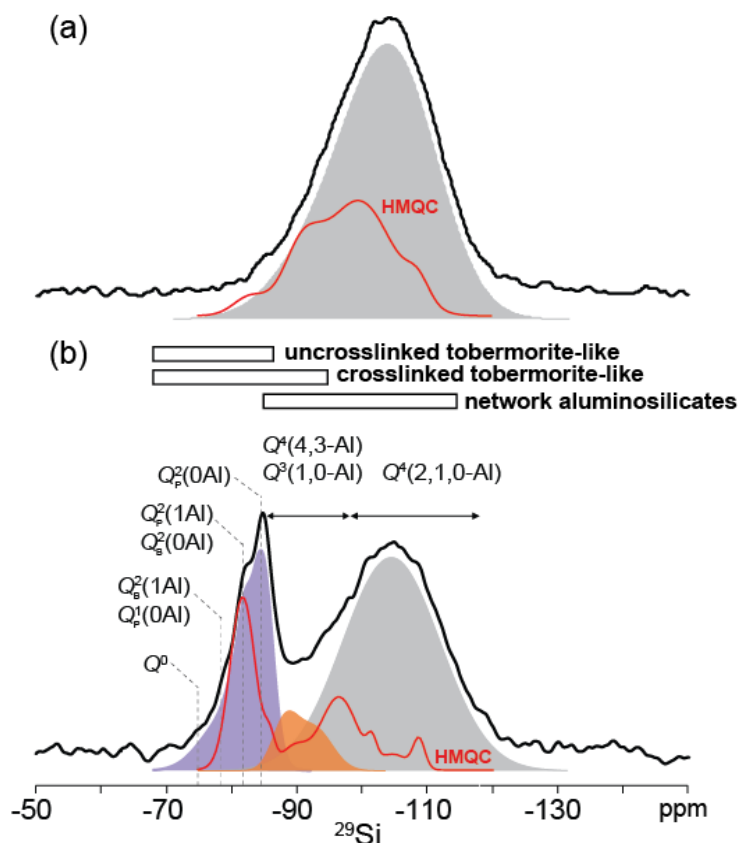 (a)
HMQC
(b)
uncrosslinked tobermorite-like
crosslinked tobermorite-like
network aluminosilicates
Q⁴(4,3-Al)
Q³(1,0-Al)
Q⁴(2,1,0-Al)
Qₚ²(0Al)
Qₚ²(1Al)
Q_B²(0Al)
Q_B²(1Al)
Qₚ¹(0Al)
Q⁰
HMQC
-50 -70 -90 -110 -130 ppm
²⁹Si